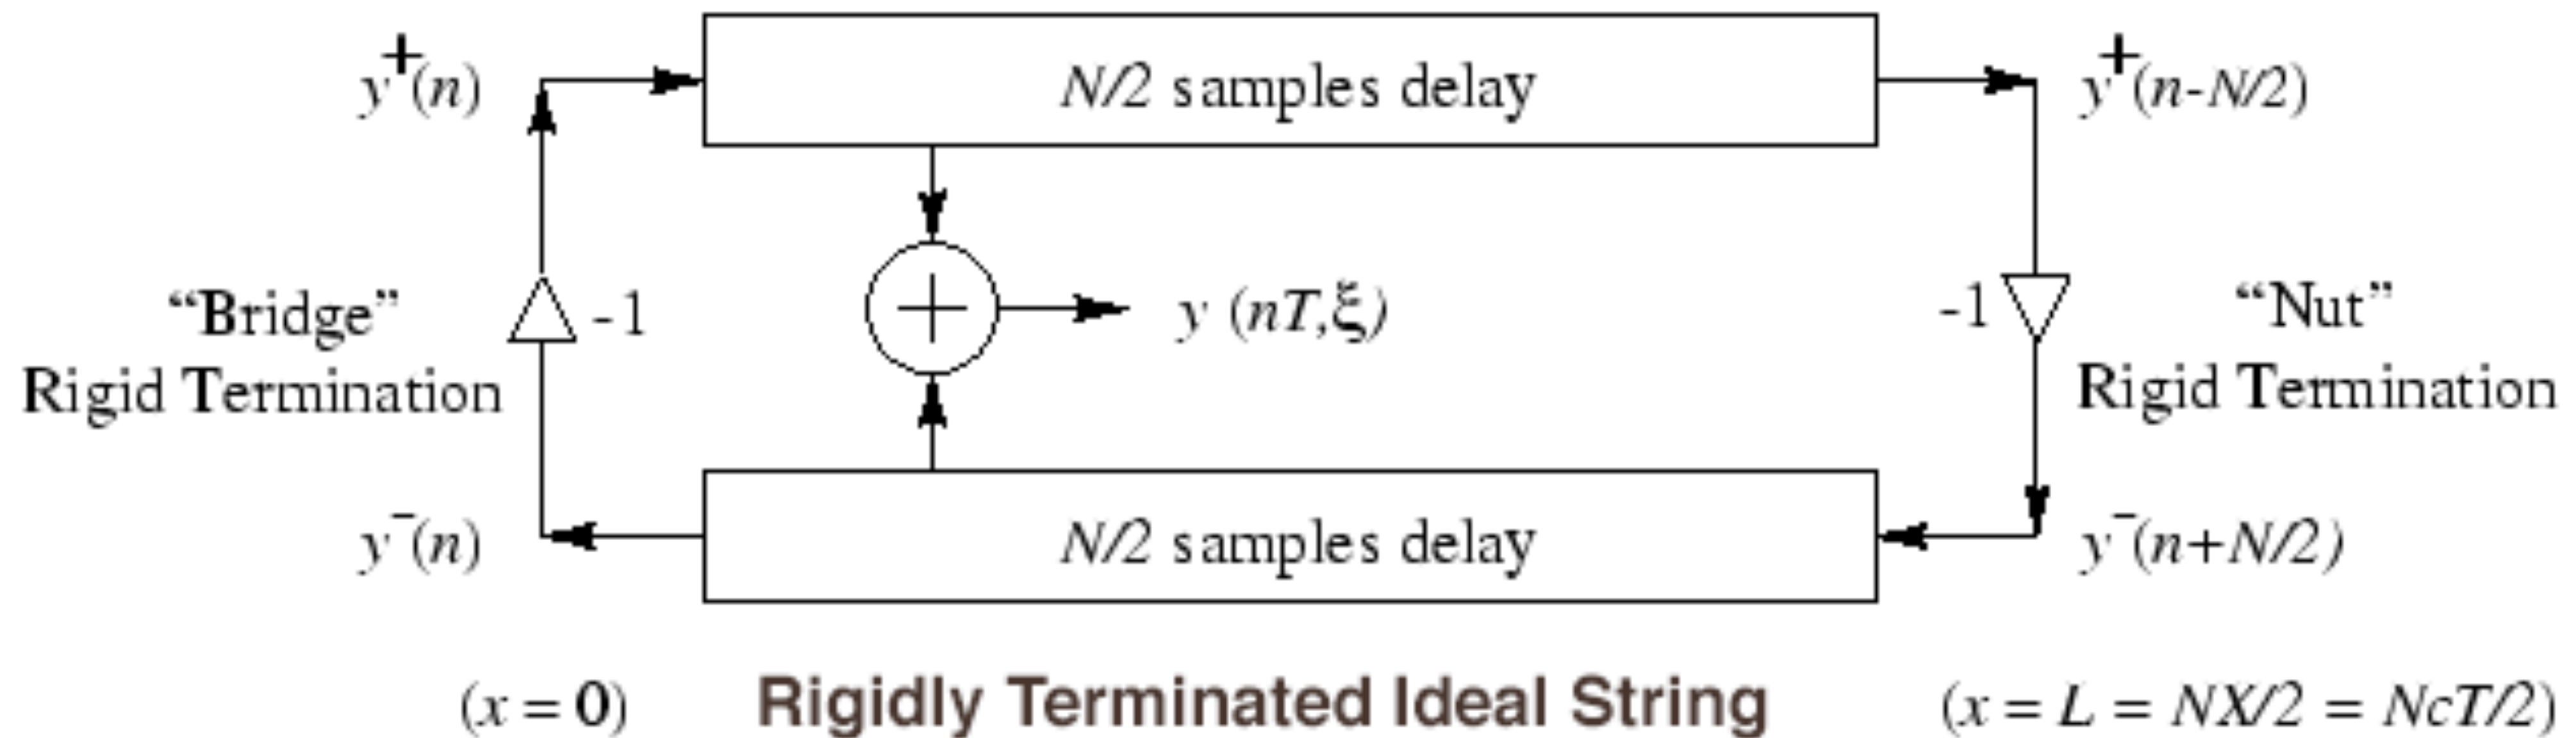 y⁺(n)
N/2 samples delay
y⁺(n-N/2)
“Bridge”
Rigid Termination
-1
+
y (nT,ξ)
-1
“Nut”
Rigid Termination
y⁻(n)
N/2 samples delay
y⁻(n+N/2)
(x = 0)
Rigidly Terminated Ideal String
(x = L = NX/2 = NcT/2)